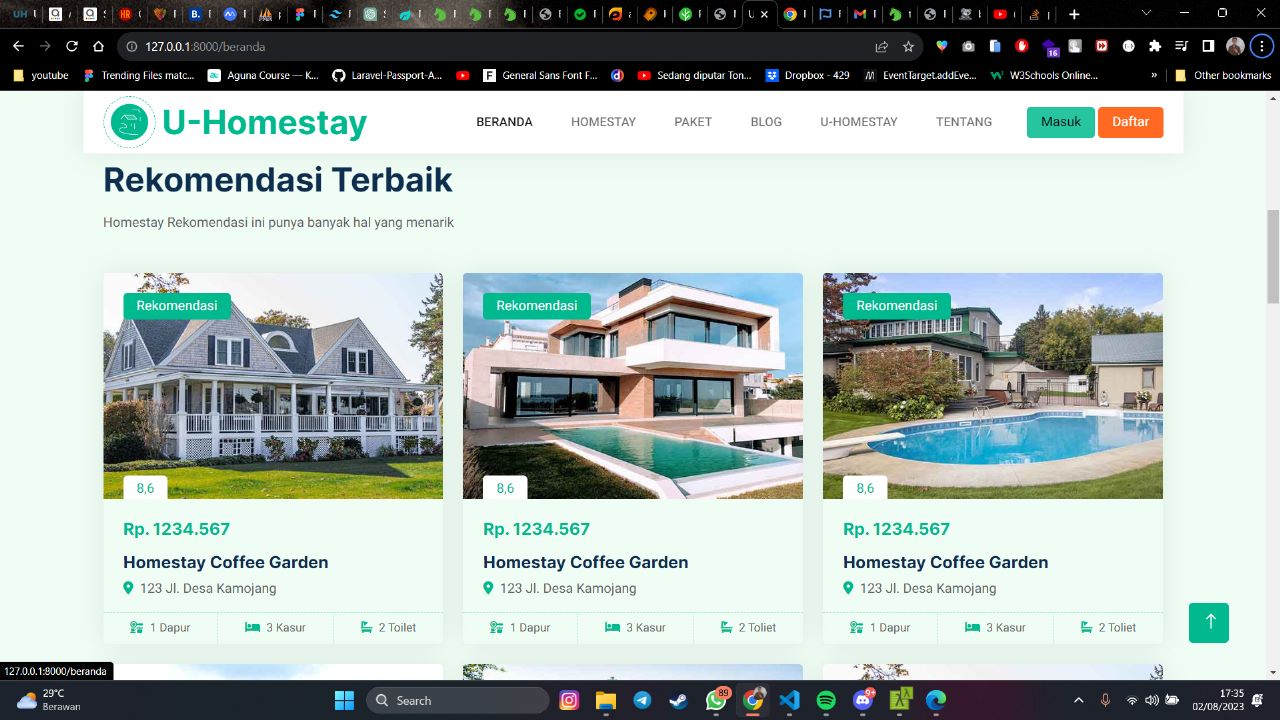 127.0.0.1:8000/beranda
16
youtube
Trending Files matc...
Aguna Course — K...
Laravel-Passport-A...
General Sans Font F...
Sedang diputar Ton...
Dropbox - 429
EventTarget.addEve...
W3Schools Online...
»
Other bookmarks
U-Homestay
BERANDA
HOMESTAY
PAKET
BLOG
U-HOMESTAY
TENTANG
Masuk
Daftar
Rekomendasi Terbaik
Homestay Rekomendasi ini punya banyak hal yang menarik
Rekomendasi
Rekomendasi
Rekomendasi
8,6
8,6
8,6
Rp. 1234.567
Rp. 1234.567
Rp. 1234.567
Homestay Coffee Garden
Homestay Coffee Garden
Homestay Coffee Garden
123 Jl. Desa Kamojang
123 Jl. Desa Kamojang
123 Jl. Desa Kamojang
1 Dapur
3 Kasur
2 Toilet
1 Dapur
3 Kasur
2 Toliet
1 Dapur
3 Kasur
2 Toliet
127.0.0.1:8000/beranda
29°C
Berawan
Search
89
9+
17:35
02/08/2023